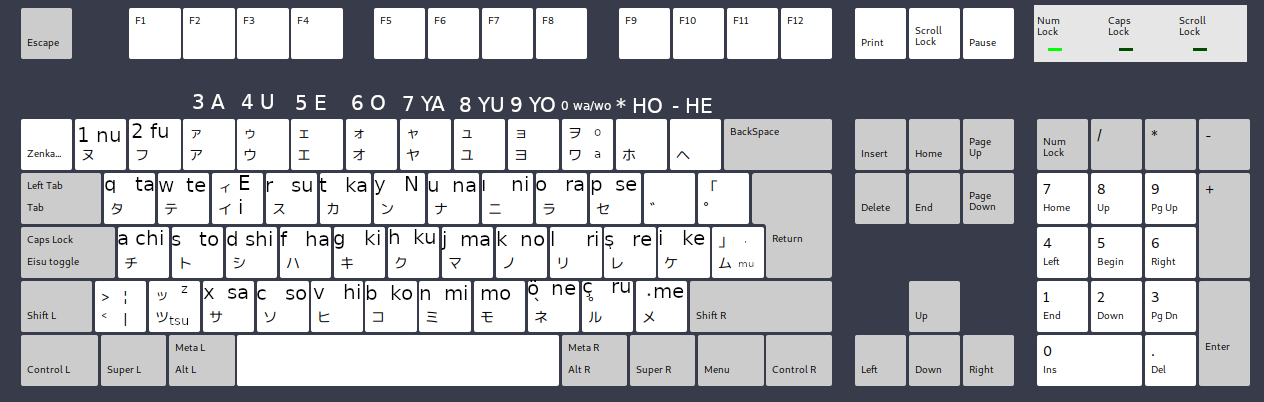 Escape F1 F2 F3 F4 F5 F6 F7 F8 F9 F10 F11 F12 Print Scroll Lock Pause Num Lock Caps Lock Scroll Lock
3 A 4 U 5 E 6 O 7 YA 8 YU 9 YO 0 wa/wo * HO - HE
1 nu 2 fu ァ ゥ ェ ォ ャ ュ ョ ヲ o BackSpace
Zenka... ヌ フ ア ウ エ オ ヤ ユ ヨ ワ a ホ ヘ
Insert Home Page Up Num Lock / * -
Left Tab q ta w te ィ E r su t ka y N u na ı ni o ra p se 「
Tab タ テ イ i ス カ ン ナ ニ ラ セ ゛ ゜
Delete End Page Down 7 Home 8 Up 9 Pg Up +
Caps Lock a chi s to d shi f ha g ki h ku j ma k no l ri ş re i ke 」 Return
Eisu toggle チ ト シ ハ キ ク マ ノ リ レ ケ ム mu
4 Left 5 Begin 6 Right
> ¦ ッ z x sa c so v hi b ko n mi mo ö ne ç ru .me
Shift L < | ツ tsu サ ソ ヒ コ ミ モ 、 ネ 。 ル メ Shift R
Up 1 End 2 Down 3 Pg Dn Enter
Control L Super L Meta L Alt L Meta R Alt R Super R Menu Control R
Left Down Right 0 Ins . Del